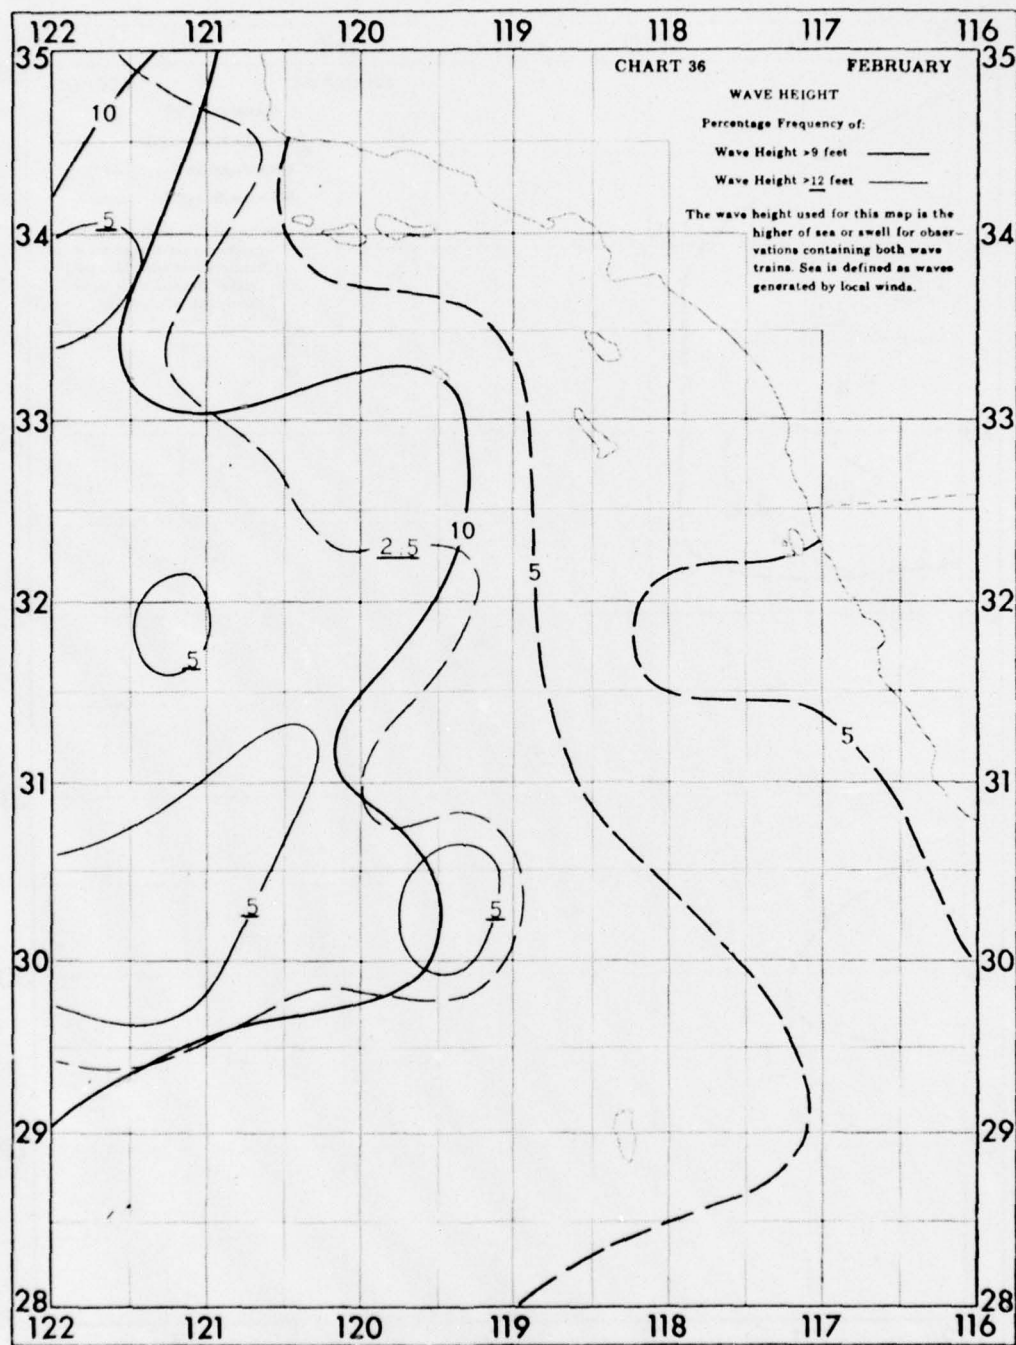 122 121 120 119 118 117 116
35 35
CHART 36 FEBRUARY
WAVE HEIGHT
Percentage Frequency of:
Wave Height >9 feet
Wave Height >12 feet
The wave height used for this map is the
higher of sea or swell for obser-
vations containing both wave
trains. Sea is defined as waves
generated by local winds.
10
5
34 34
33 33
10
2.5
5
32 32
5
5
31 31
5
5
30 30
29 29
28 28
122 121 120 119 118 117 116